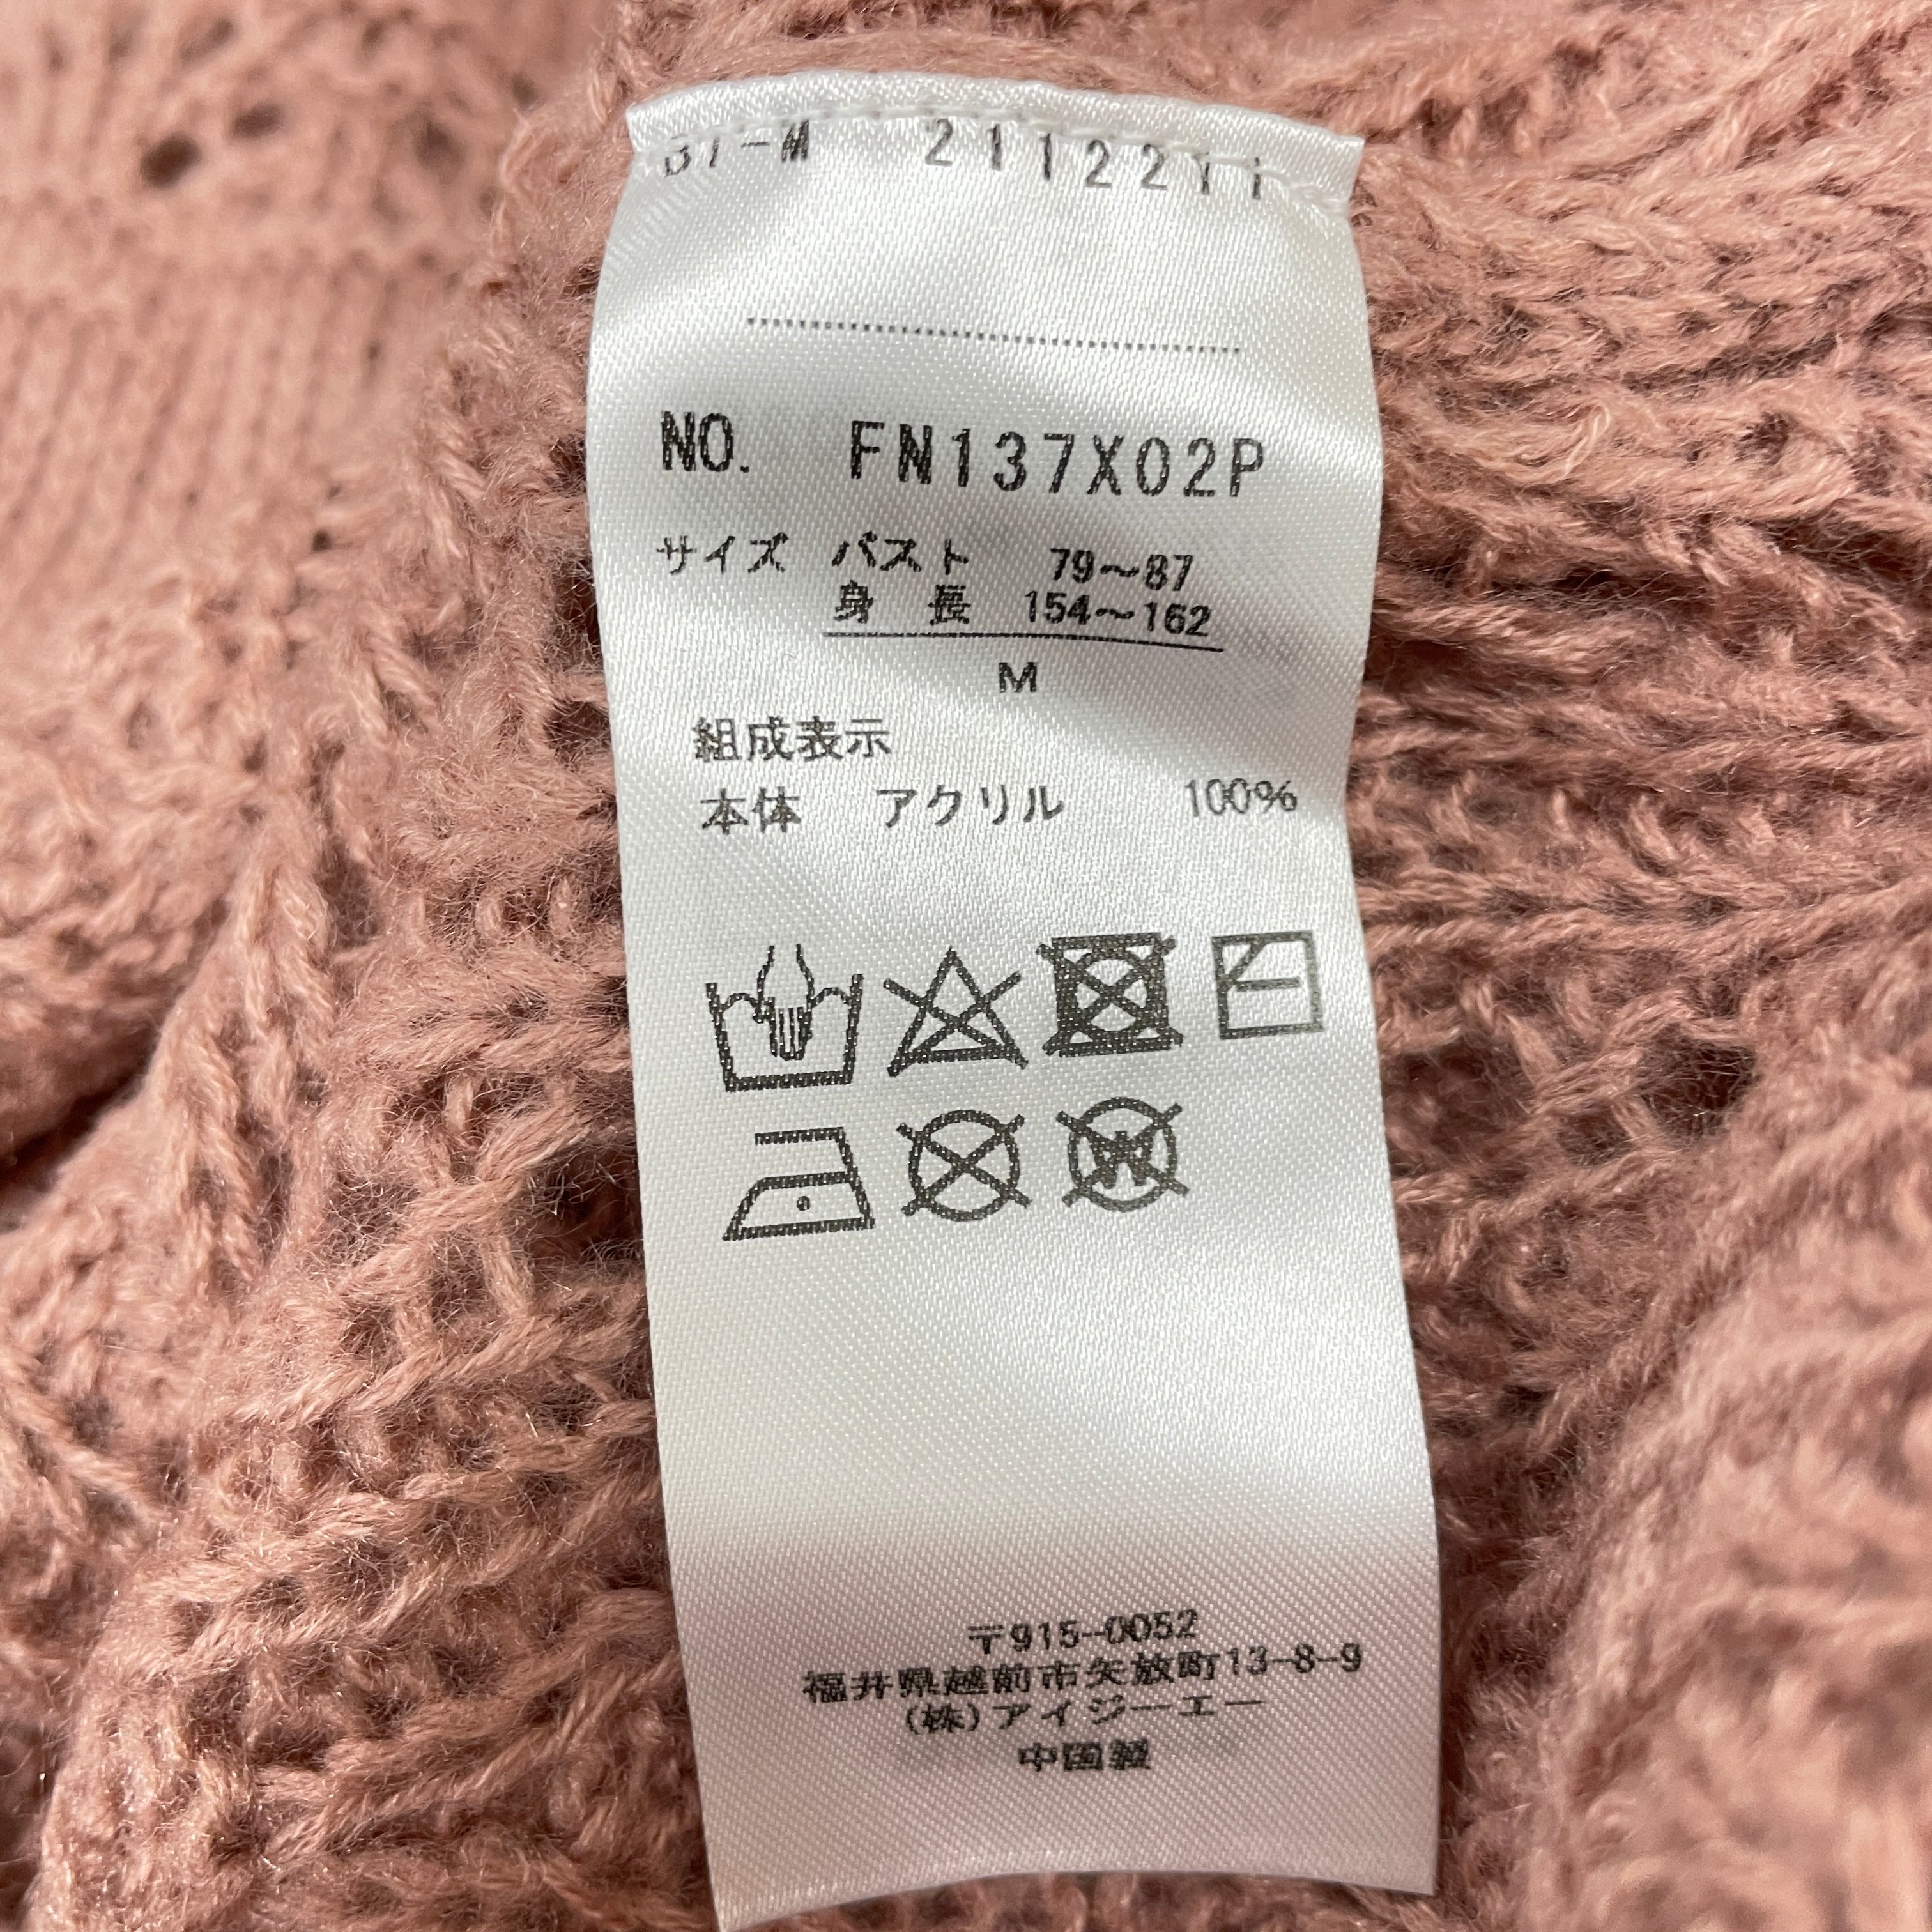 2112211
NO. FN137X02P
サイズ バスト 79～87
身 長 154～162
M
組成表示
本体 アクリル 100%
〒915-0052
福井県越前市矢放町13-8-9
(株)アイジーエー
中国製